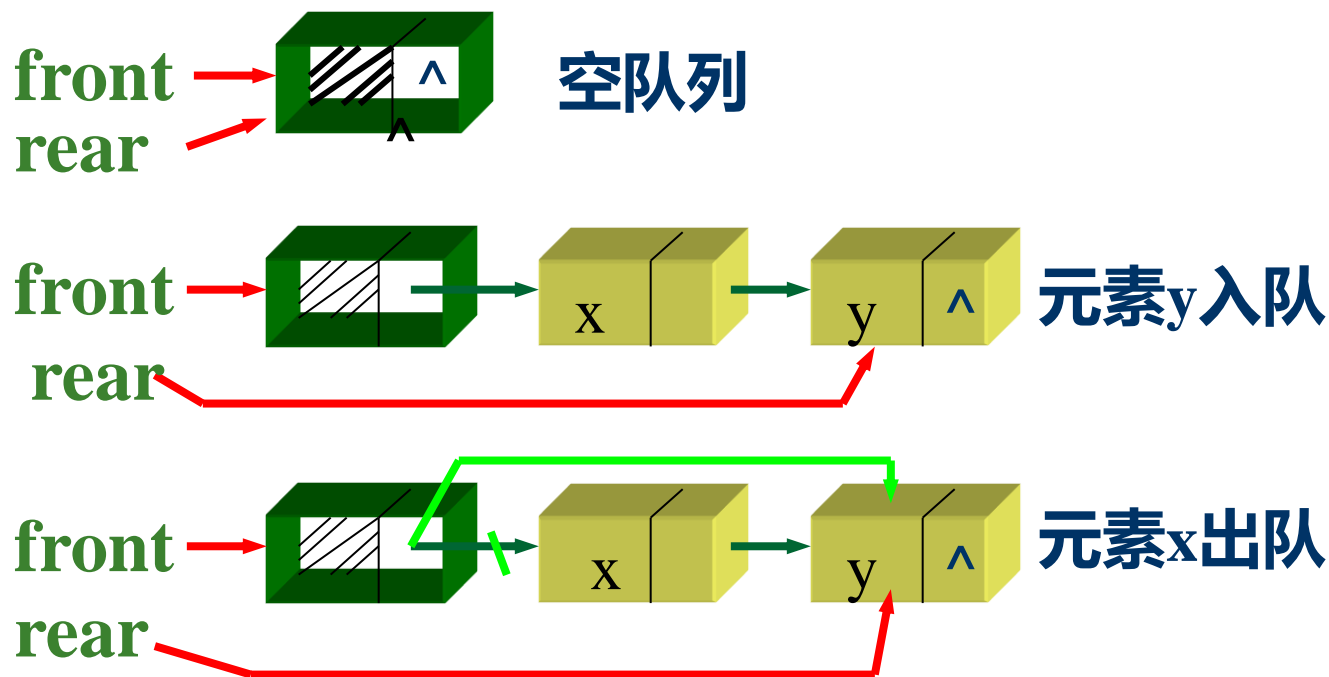 front ^ 空队列
rear ^
front x y ^ 元素y入队
rear
front x y ^ 元素x出队
rear